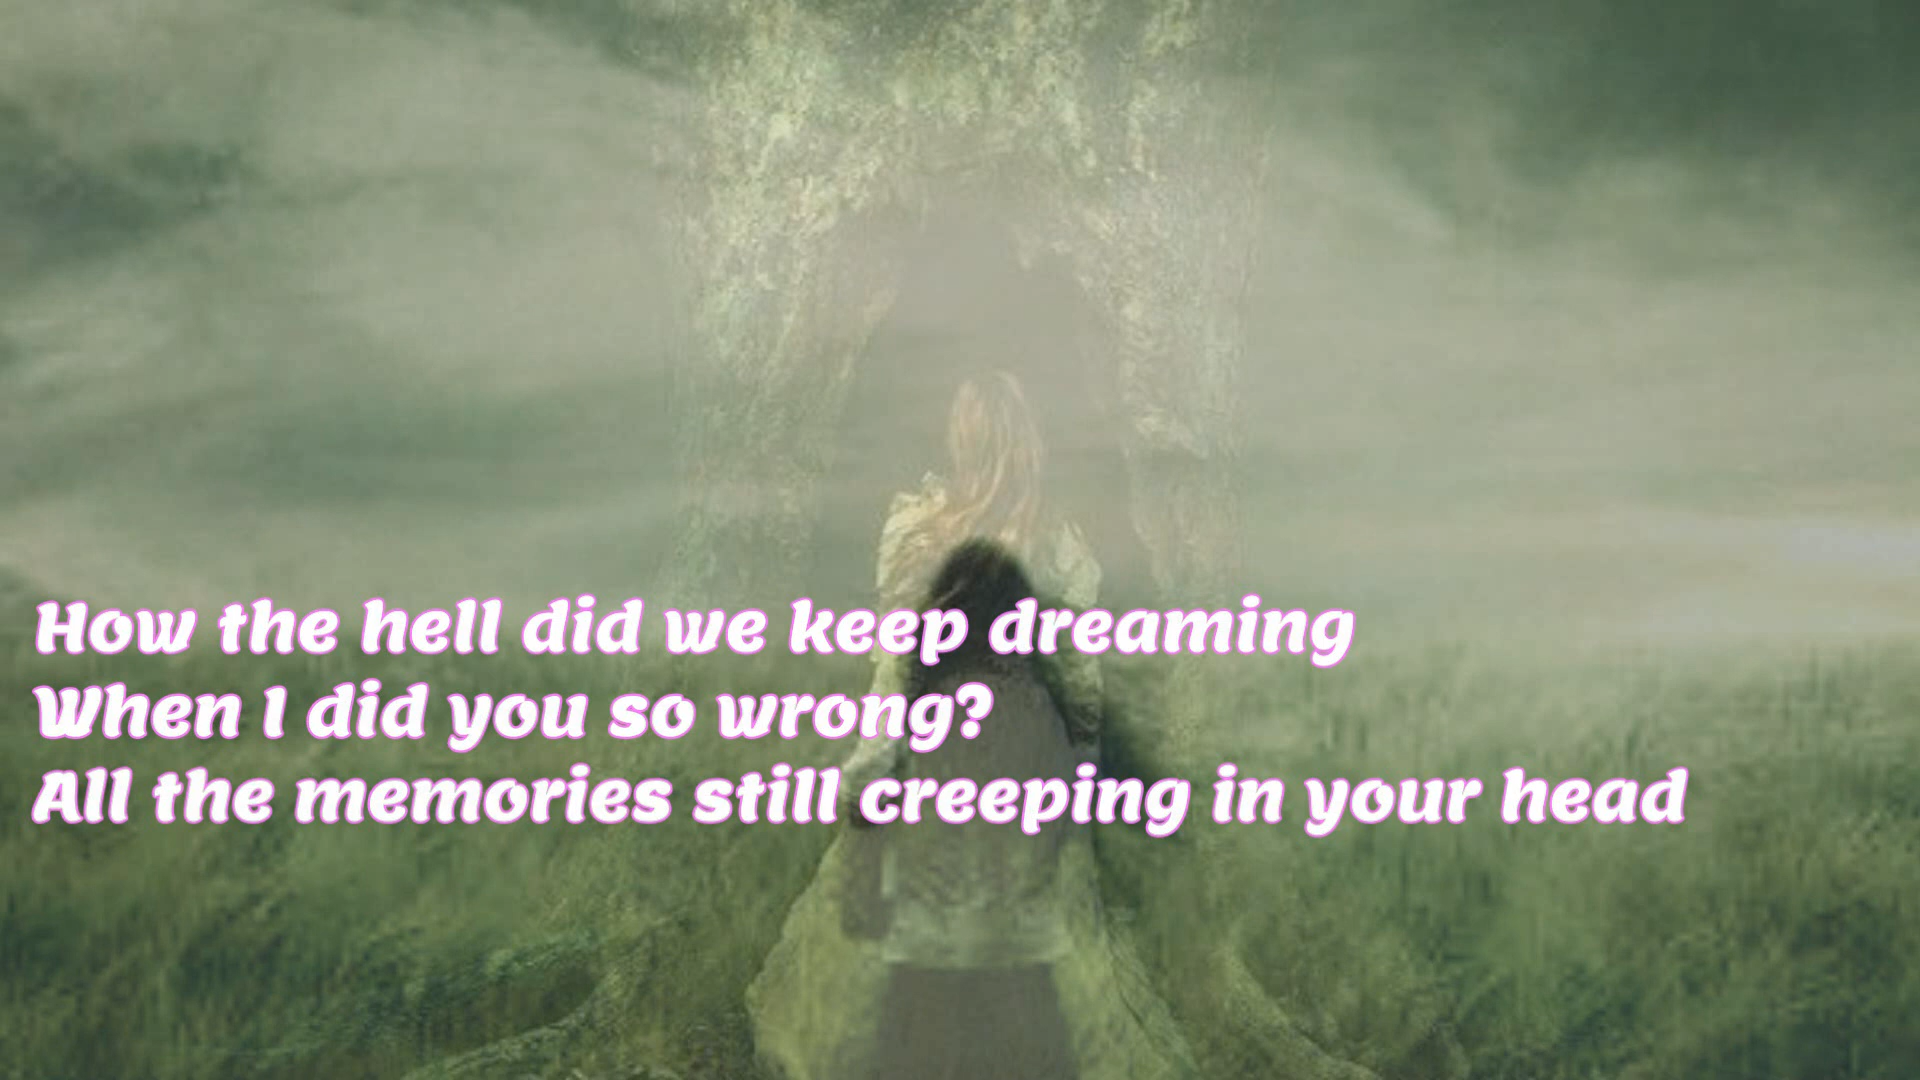 How the hell did we keep dreaming
When I did you so wrong?
All the memories still creeping in your head